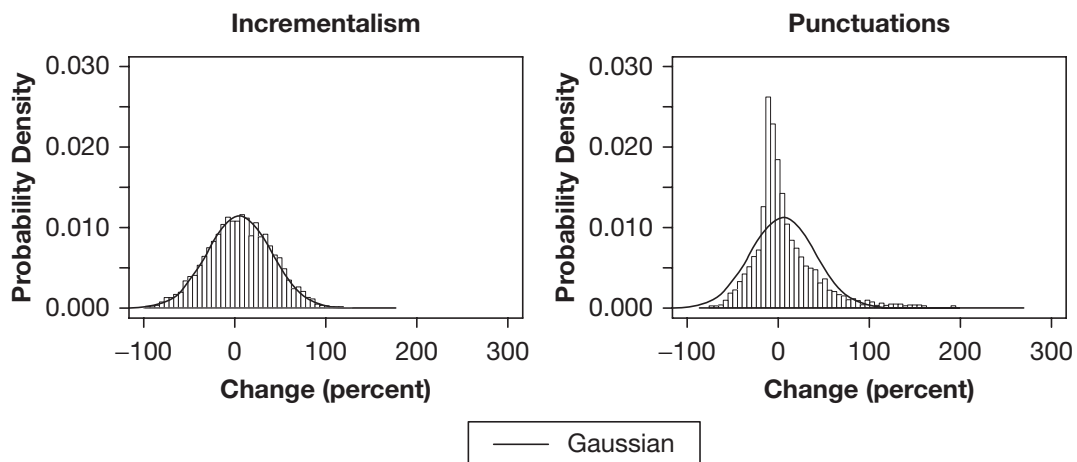 Incrementalism
Probability Density
0.030
0.020
0.010
0.000
−100 0 100 200 300
Change (percent)
Punctuations
Probability Density
0.030
0.020
0.010
0.000
−100 0 100 200 300
Change (percent)
Gaussian